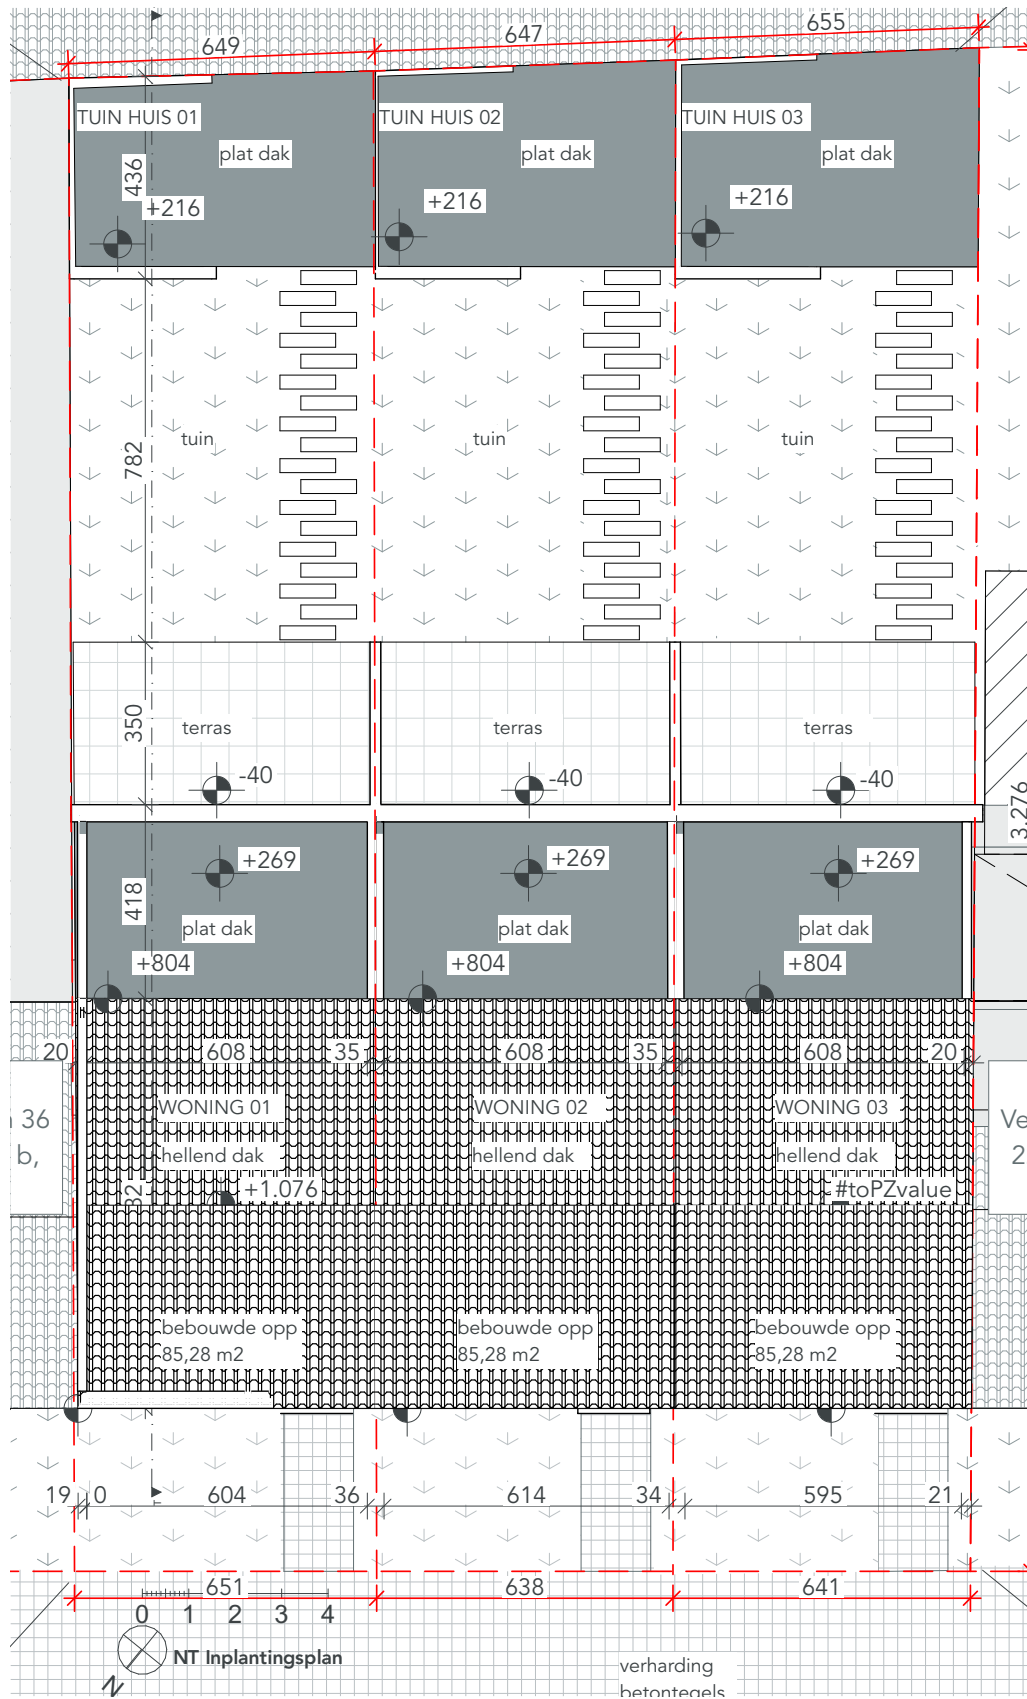 649 647 655
TUIN HUIS 01 TUIN HUIS 02 TUIN HUIS 03
plat dak plat dak plat dak
436
+216 +216 +216
782
tuin tuin tuin
350
terras terras terras
-40 -40 -40
3.276
+269 +269 +269
418
plat dak plat dak plat dak
+804 +804 +804
20 608 35 608 35 608 20
36 WONING 01 WONING 02 WONING 03 Ve
b, hellend dak hellend dak hellend dak 2
+1.076 #toPZvalue
bebouwde opp bebouwde opp bebouwde opp
85,28 m2 85,28 m2 85,28 m2
19 0 604 36 614 34 595 21
651 638 641
0 1 2 3 4
NT Inplantingsplan
N
verharding
betontegels